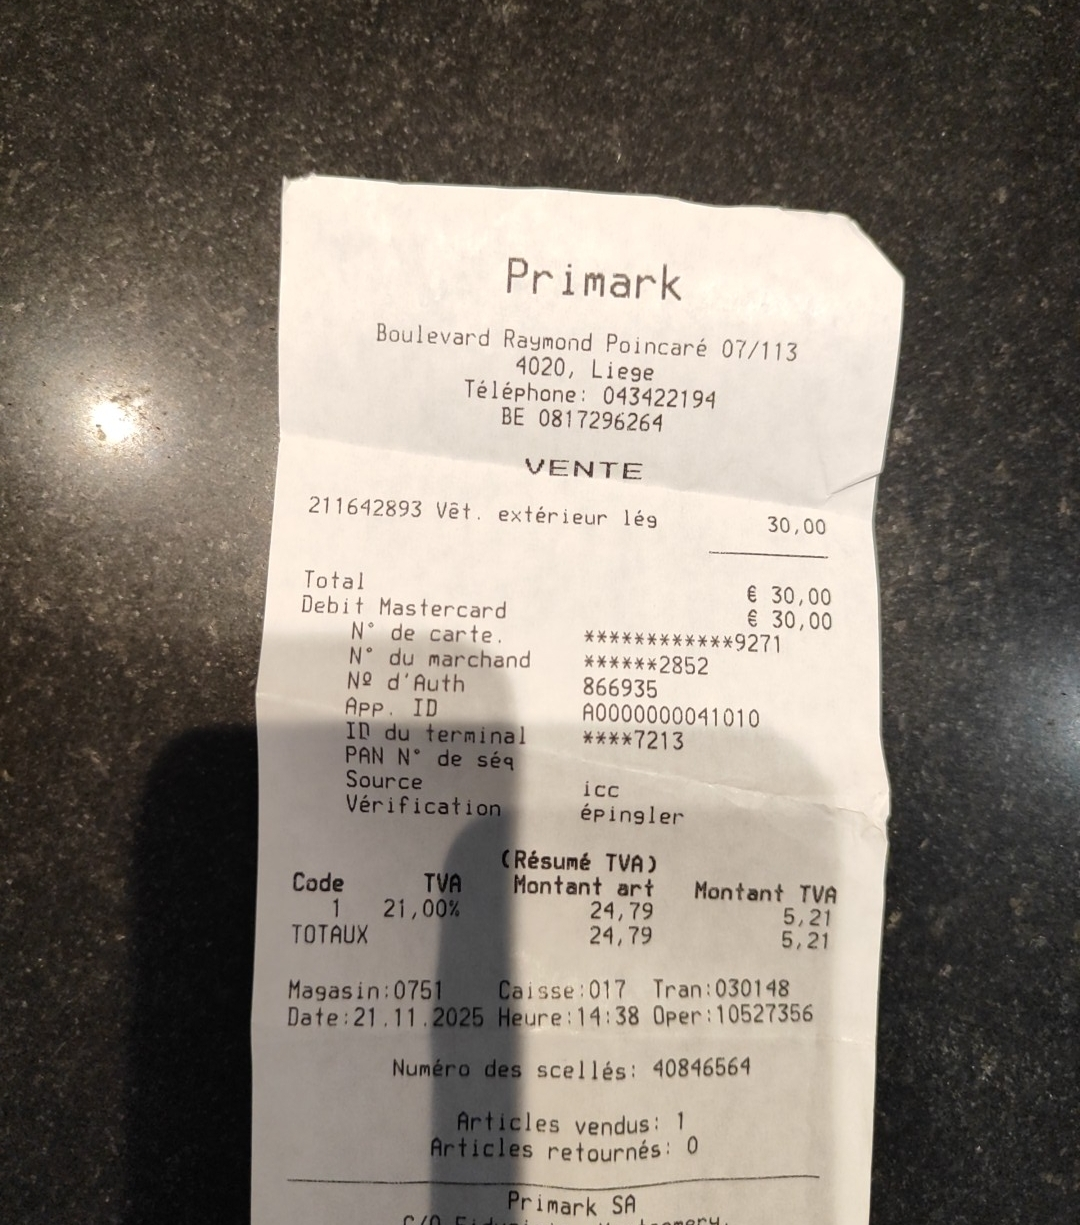 Primark
Boulevard Raymond Poincaré 07/113
4020, Liege
Téléphone: 043422194
BE 0817296264
VENTE
211642893 Vêt. extérieur lég 30,00
Total € 30,00
Debit Mastercard € 30,00
N° de carte. ************9271
N° du marchand ******2852
Nº d'Auth 866935
App. ID A0000000041010
ID du terminal ****7213
PAN N° de séq
Source icc
Vérification épingler
(Résumé TVA)
Code TVA Montant art Montant TVA
1 21,00% 24,79 5,21
TOTAUX 24,79 5,21
Magasin:0751 Caisse:017 Tran:030148
Date:21.11.2025 Heure:14:38 Oper:10527356
Numéro des scellés: 40846564
Articles vendus: 1
Articles retournés: 0
Primark SA
C/O